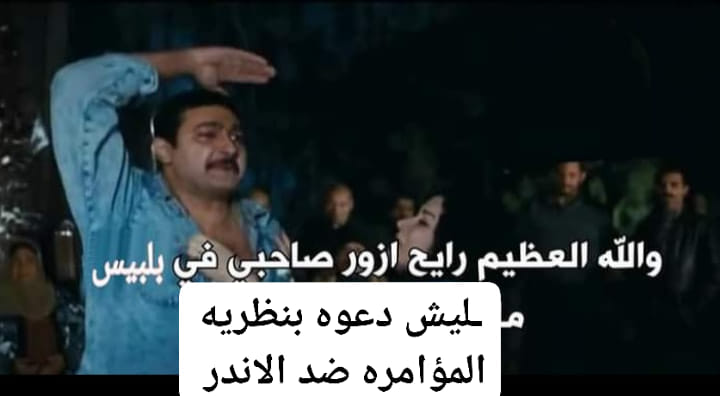 والله العظيم رايح ازور صاحبي في بلبيس
ـليش دعوه بنظريه
المؤامره ضد الاندر